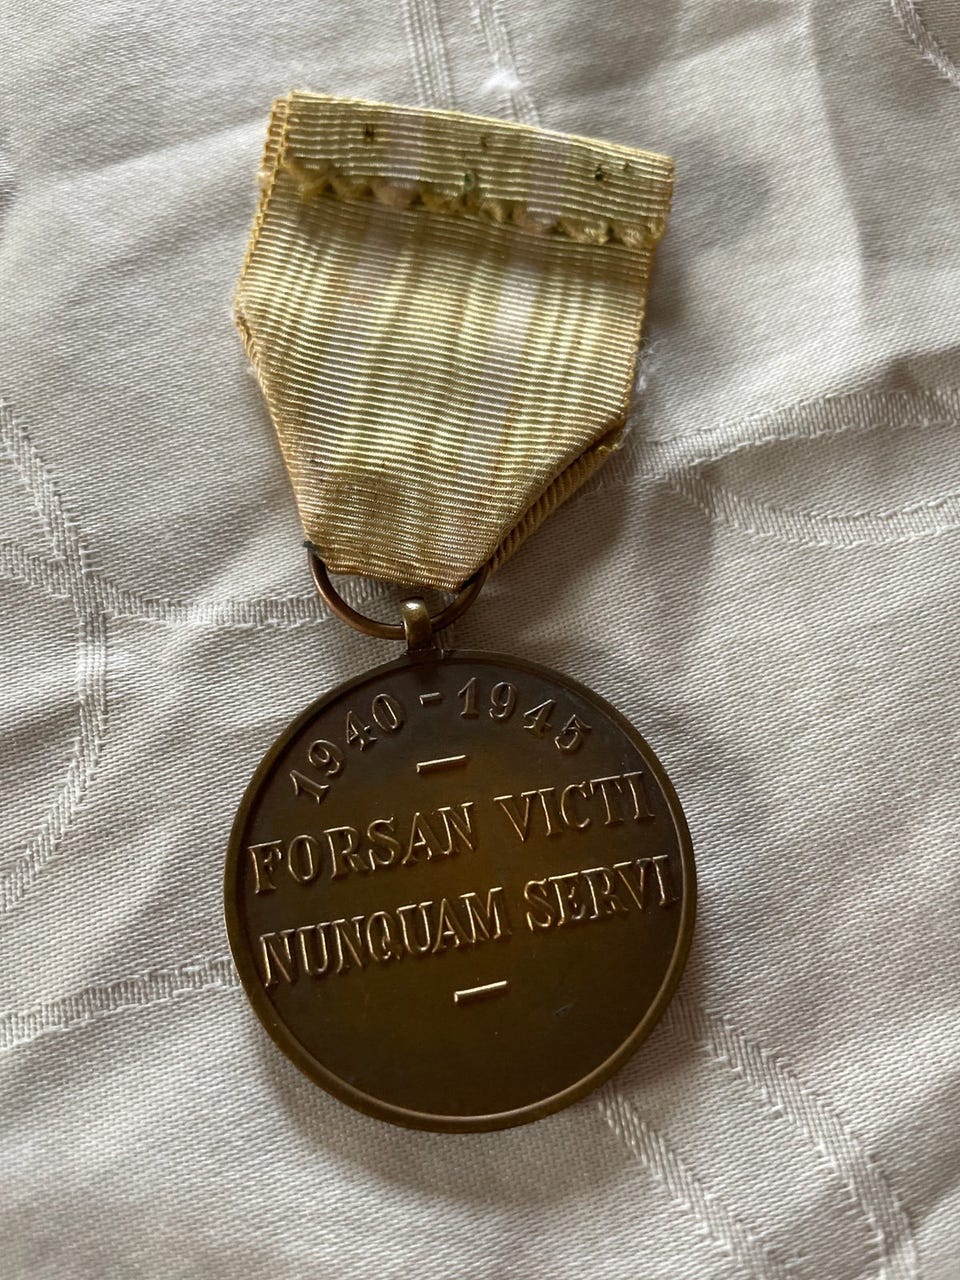 1940-1945
FORSAN VICTI
NUNQUAM SERVI